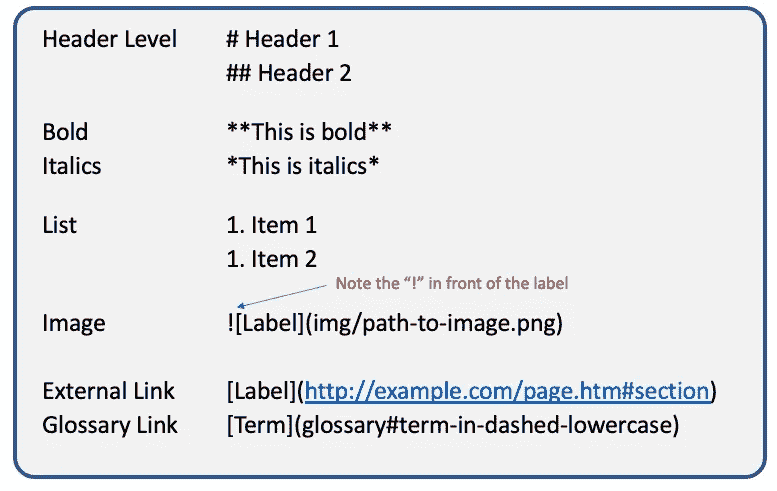 Header Level # Header 1
## Header 2
Bold **This is bold**
Italics *This is italics*
List 1. Item 1
1. Item 2
Note the “!” in front of the label
Image ![Label](img/path-to-image.png)
External Link [Label](http://example.com/page.htm#section)
Glossary Link [Term](glossary#term-in-dashed-lowercase)